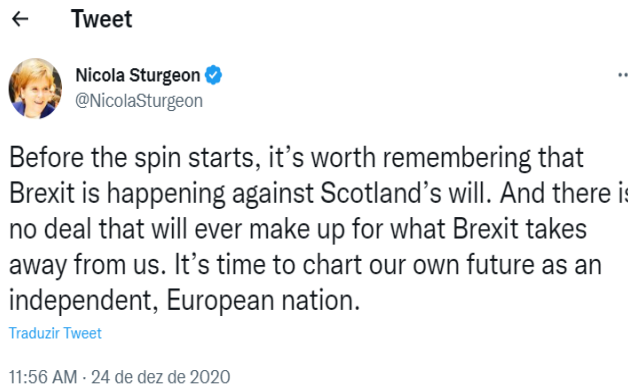 Tweet
Nicola Sturgeon
@NicolaSturgeon
Before the spin starts, it's worth remembering that
Brexit is happening against Scotland's will. And there is
no deal that will ever make up for what Brexit takes
away from us. It's time to chart our own future as an
independent, European nation.
Traduzir Tweet
11:56 AM · 24 de dez de 2020